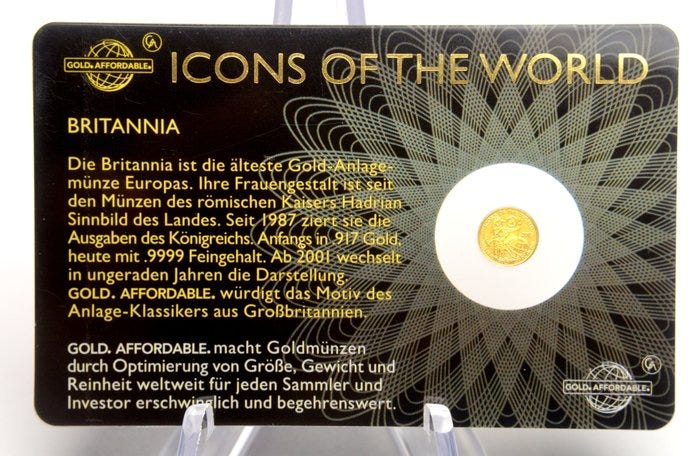 GOLD. AFFORDABLE.
ICONS OF THE WORLD
BRITANNIA
Die Britannia ist die älteste Gold-Anlage-
münze Europas. Ihre Frauengestalt ist seit
den Münzen des römischen Kaisers Hadrian
Sinnbild des Landes. Seit 1987 ziert sie die
Ausgaben des Königreichs. Anfangs in .917 Gold,
heute mit .9999 Feingehalt. Ab 2001 wechselt
in ungeraden Jahren die Darstellung.
GOLD. AFFORDABLE. würdigt das Motiv des
Anlage-Klassikers aus Großbritannien.
GOLD. AFFORDABLE. macht Goldmünzen
durch Optimierung von Größe, Gewicht und
Reinheit weltweit für jeden Sammler und
Investor erschwinglich und begehrenswert.
GOLD. AFFORDABLE.